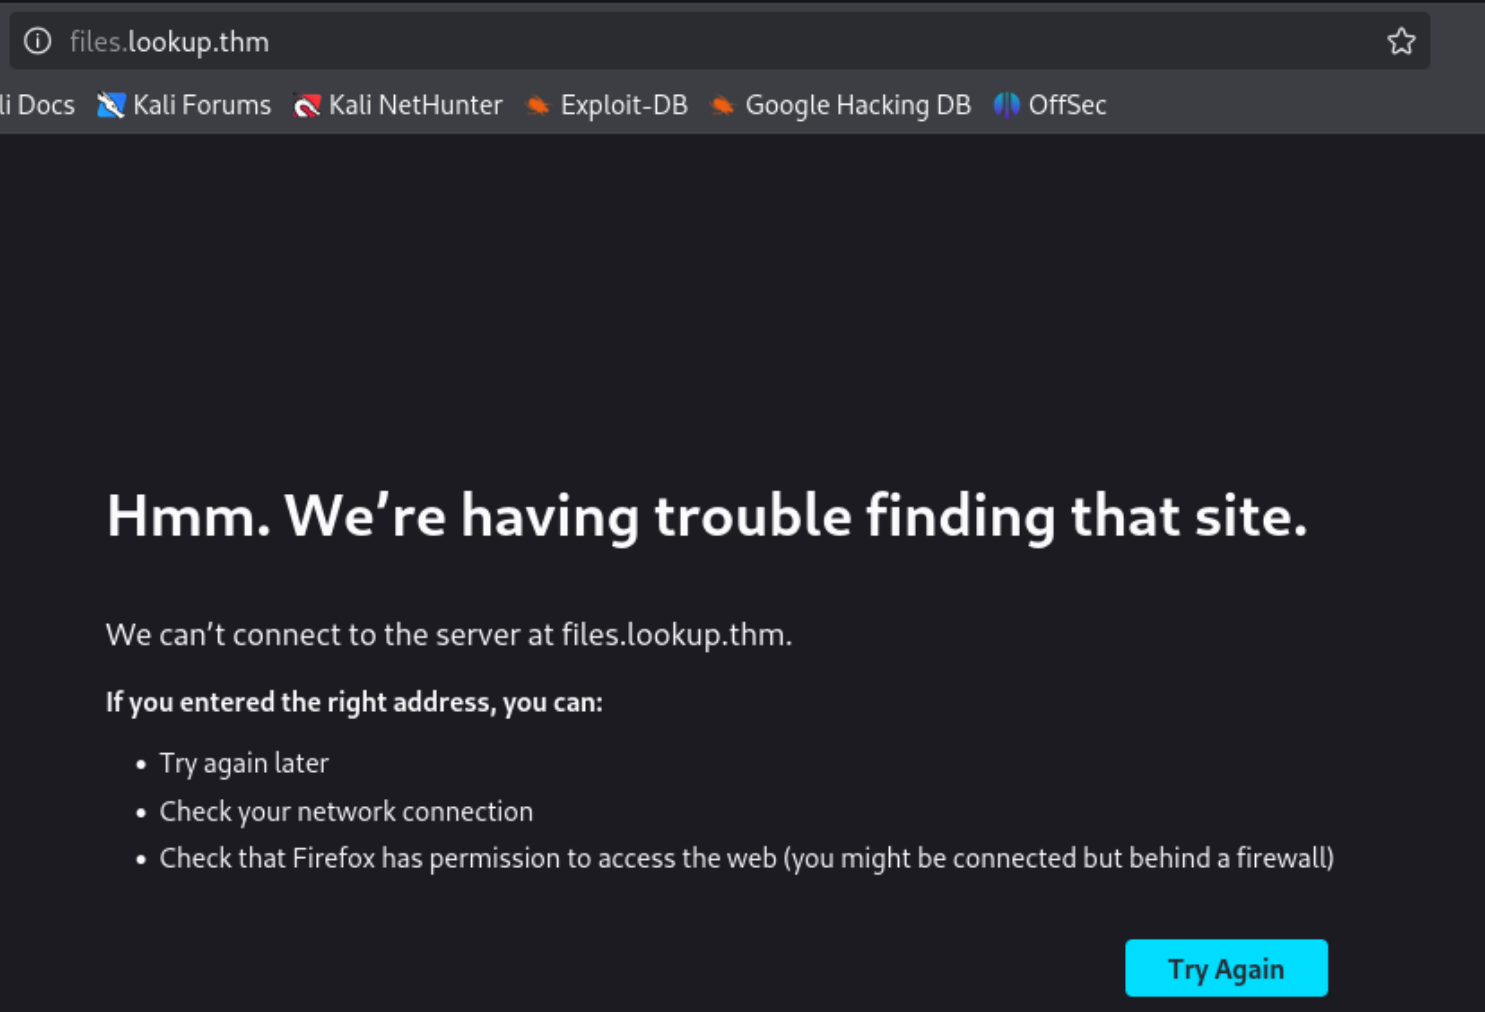 files.lookup.thm
li Docs Kali Forums Kali NetHunter Exploit-DB Google Hacking DB OffSec
Hmm. We’re having trouble finding that site.
We can’t connect to the server at files.lookup.thm.
If you entered the right address, you can:
• Try again later
• Check your network connection
• Check that Firefox has permission to access the web (you might be connected but behind a firewall)
Try Again